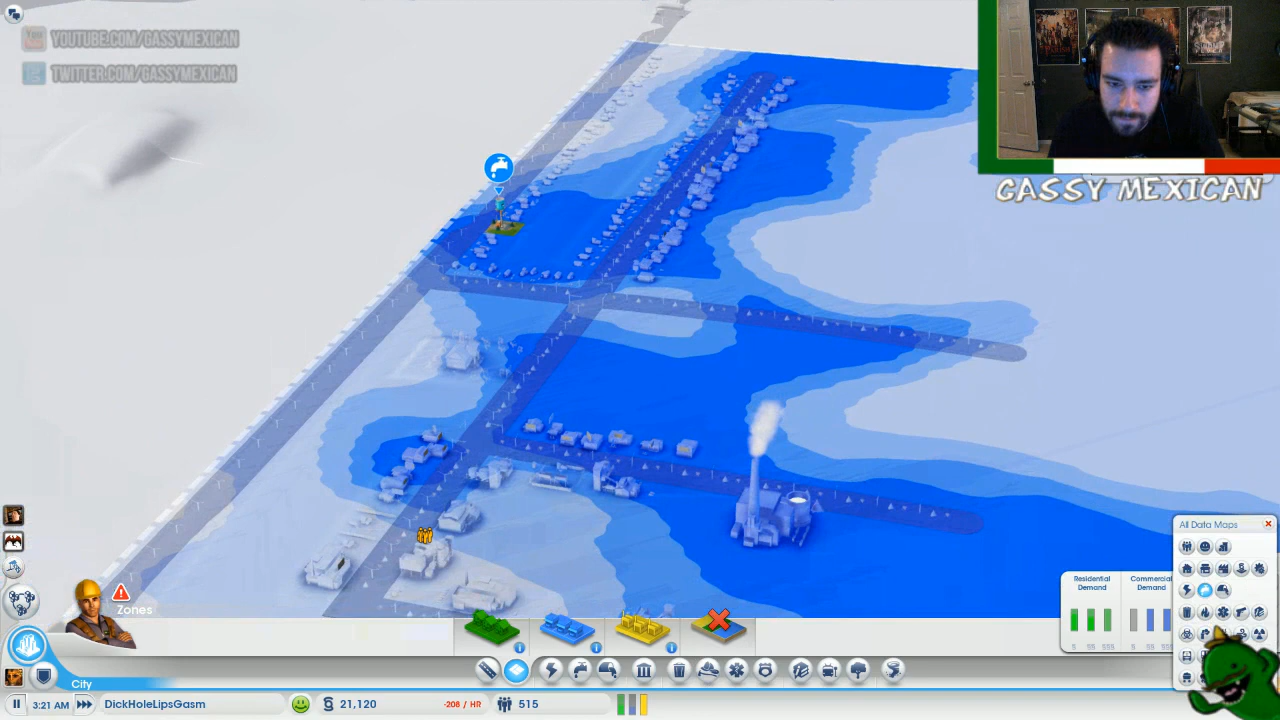 YOUTUBE.COM/GASSYMEXICAN
TWITTER.COM/GASSYMEXICAN
GASSY MEXICAN
All Data Maps
Residential Demand
Commercial Demand
$ $$ $$$
$ $$ $$$
Zones
City
3:21 AM
DickHoleLipsGasm
21,120
-208 / HR
515